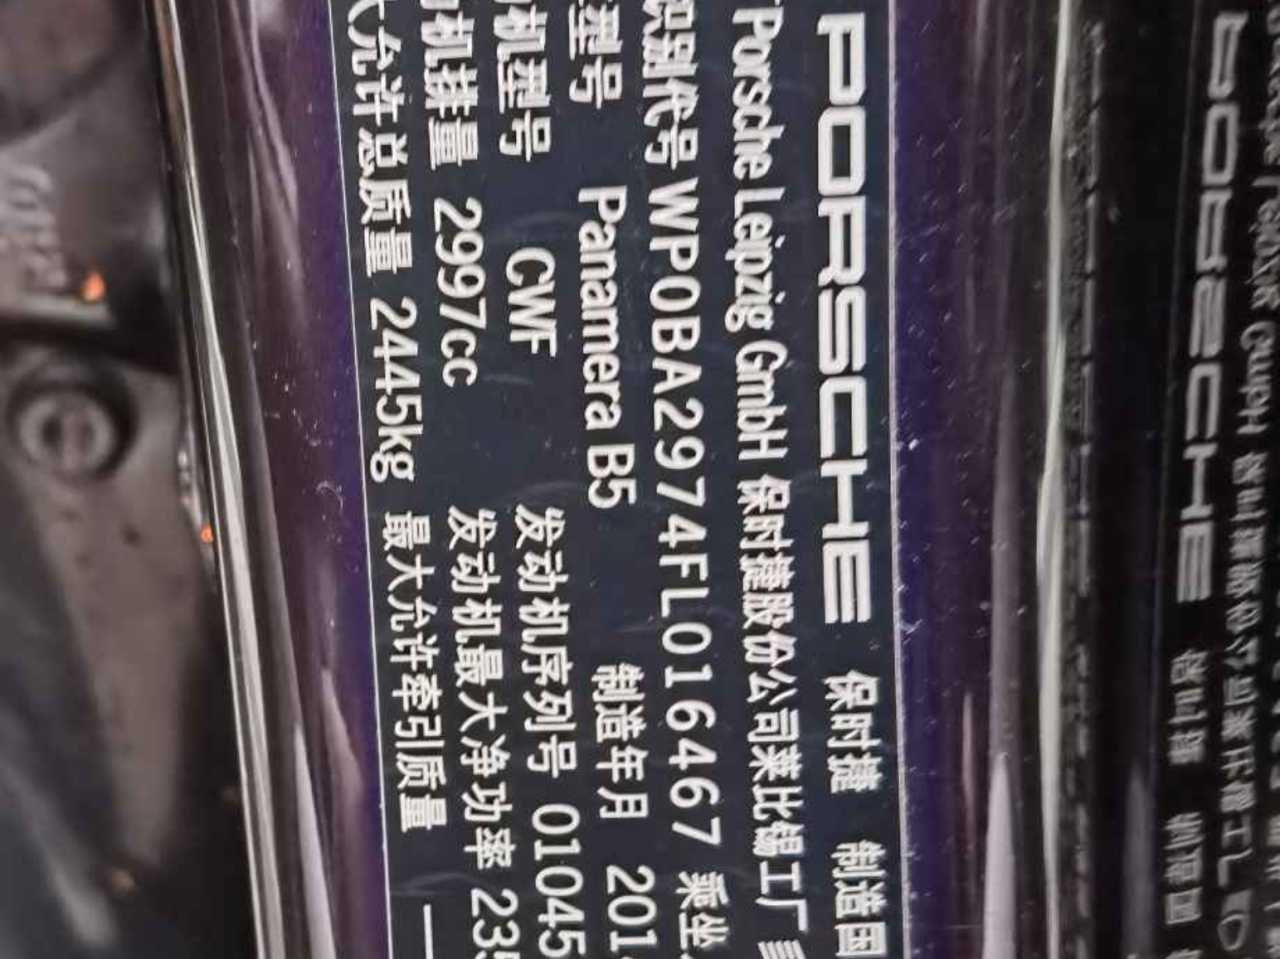 PORSCHE 保时捷 制造国
Porsche Leipzig GmbH 保时捷股份公司莱比锡工厂
识别代号 WP0BA2974FL016467 乘坐
型号 Panamera B5 制造年月 201
机型号 CWF 发动机序列号 01045
机排量 2997cc 发动机最大净功率 235
大允许总质量 2445kg 最大允许牵引质量 —